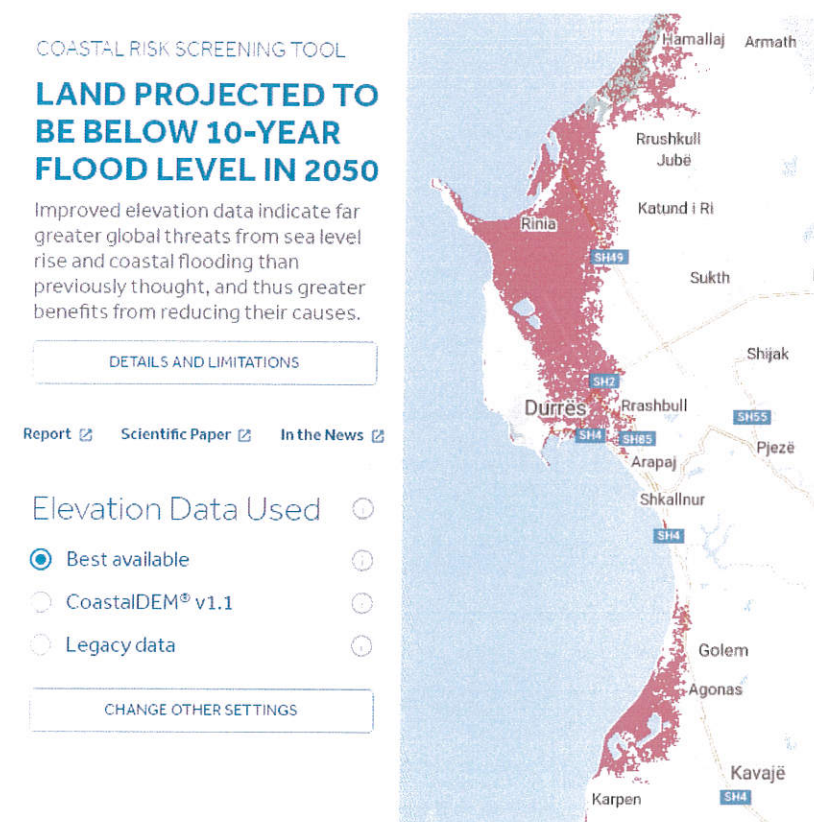 COASTAL RISK SCREENING TOOL
LAND PROJECTED TO
BE BELOW 10-YEAR
FLOOD LEVEL IN 2050
Improved elevation data indicate far
greater global threats from sea level
rise and coastal flooding than
previously thought, and thus greater
benefits from reducing their causes.
DETAILS AND LIMITATIONS
Report
Scientific Paper
In the News
Elevation Data Used
Best available
CoastalDEM® v1.1
Legacy data
CHANGE OTHER SETTINGS
Hamallaj
Armath
Rrushkull
Jubë
Katund i Ri
Rinia
SH49
Sukth
Shijak
SH2
Durrës
Rrashbull
SH55
SH4
SH85
Pjezë
Arapaj
Shkallnur
SH4
Golem
Agonas
Kavajë
SH4
Karpen